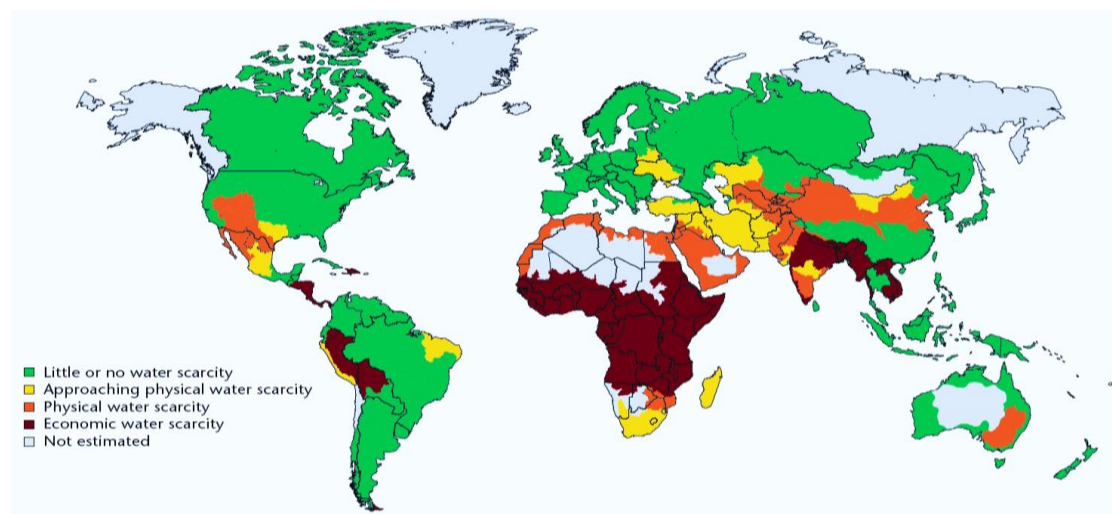 Little or no water scarcity
Approaching physical water scarcity
Physical water scarcity
Economic water scarcity
Not estimated